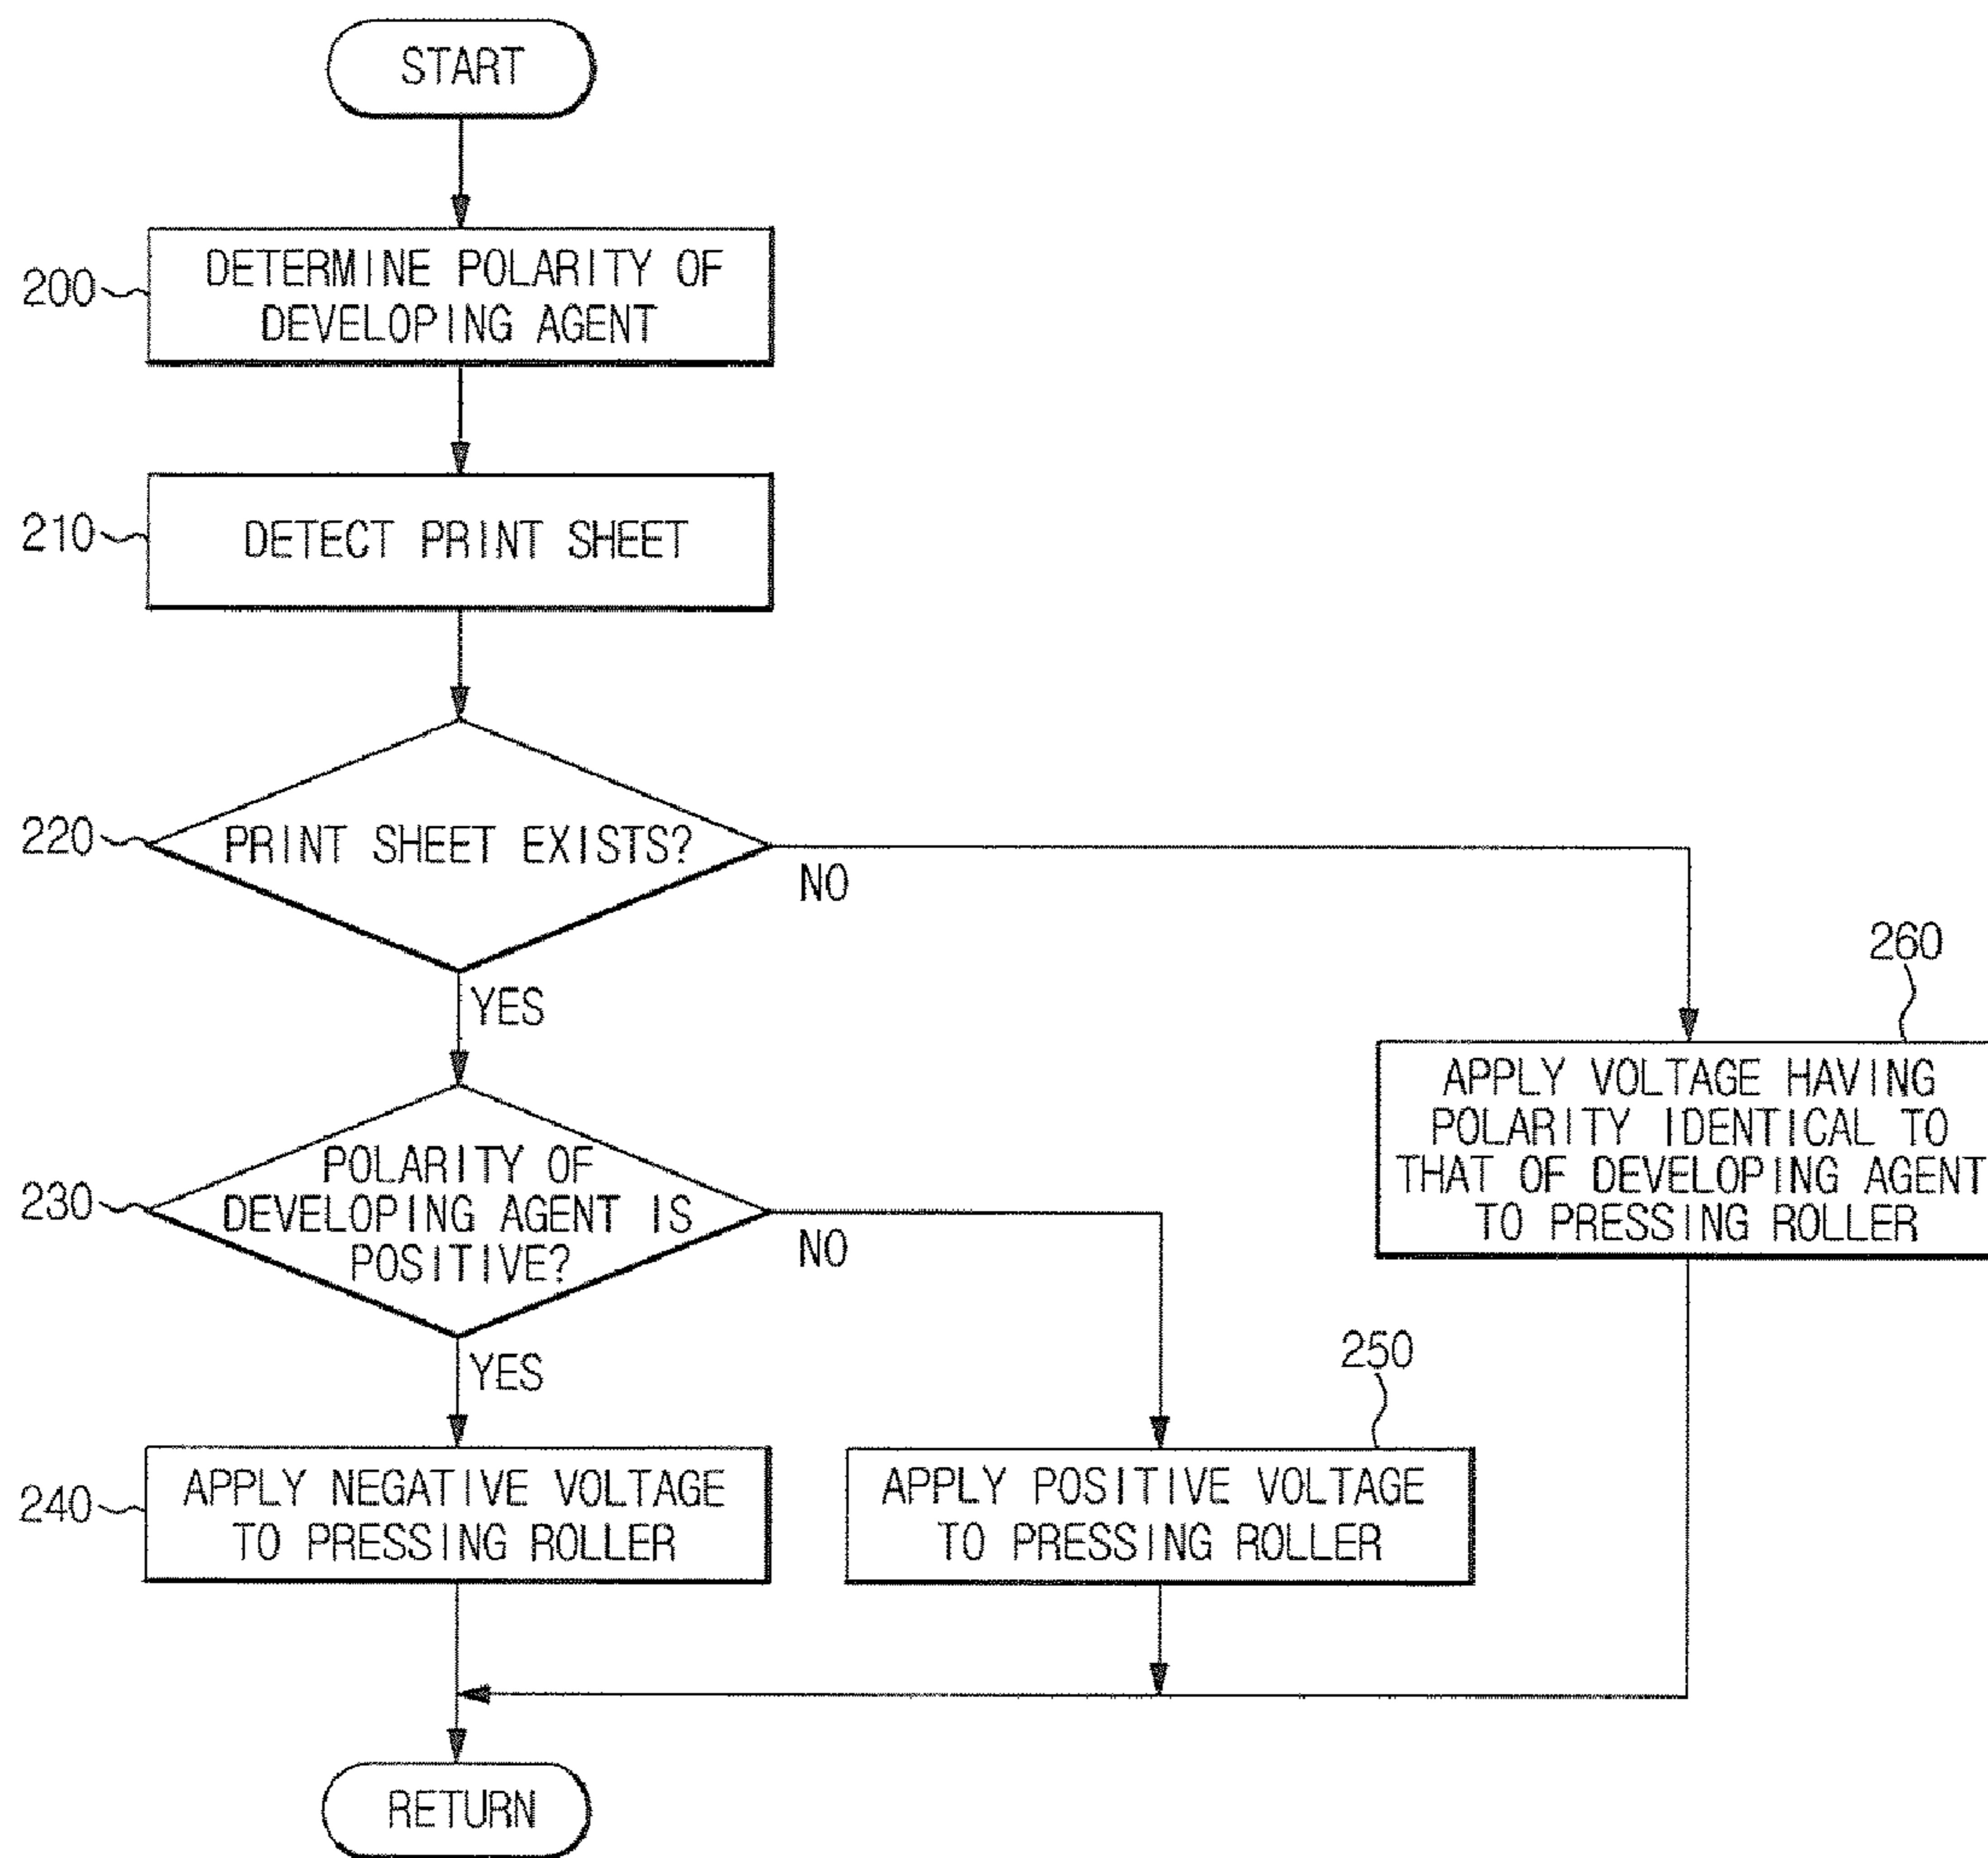 START
200
DETERMINE POLARITY OF
DEVELOPING AGENT
210
DETECT PRINT SHEET
220
PRINT SHEET EXISTS?
NO
YES
260
APPLY VOLTAGE HAVING
POLARITY IDENTICAL TO
THAT OF DEVELOPING AGENT
TO PRESSING ROLLER
230
POLARITY OF
DEVELOPING AGENT IS
POSITIVE?
NO
YES
250
240
APPLY NEGATIVE VOLTAGE
TO PRESSING ROLLER
APPLY POSITIVE VOLTAGE
TO PRESSING ROLLER
RETURN